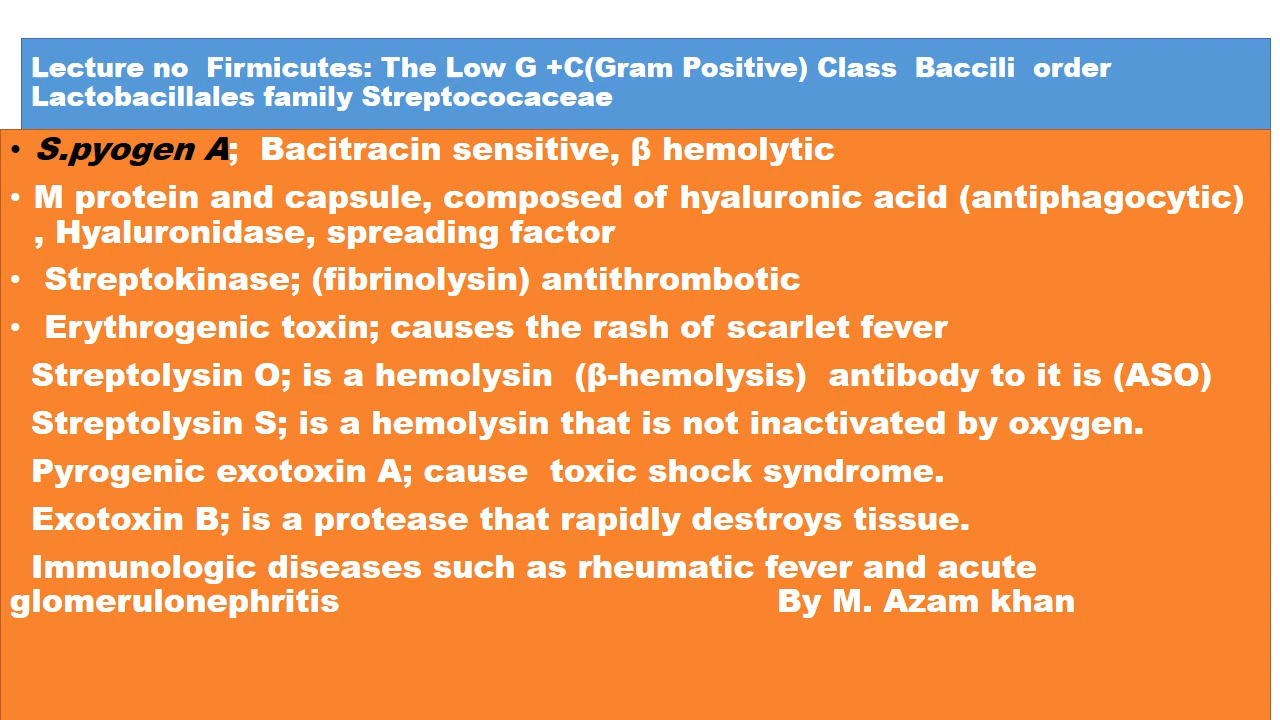 Lecture no  Firmicutes: The Low G +C(Gram Positive) Class  Baccili  order
Lactobacillales family Streptococaceae
• S.pyogen A;  Bacitracin sensitive, β hemolytic
• M protein and capsule, composed of hyaluronic acid (antiphagocytic)
, Hyaluronidase, spreading factor
• Streptokinase; (fibrinolysin) antithrombotic
• Erythrogenic toxin; causes the rash of scarlet fever
Streptolysin O; is a hemolysin  (β-hemolysis)  antibody to it is (ASO)
Streptolysin S; is a hemolysin that is not inactivated by oxygen.
Pyrogenic exotoxin A; cause  toxic shock syndrome.
Exotoxin B; is a protease that rapidly destroys tissue.
Immunologic diseases such as rheumatic fever and acute
glomerulonephritis By M. Azam khan